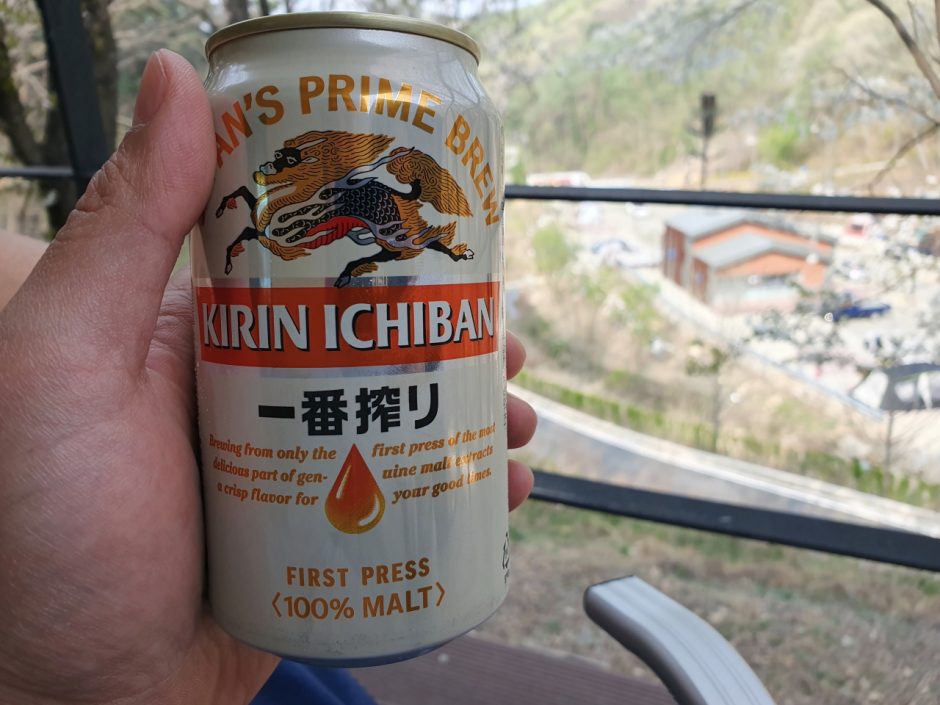 AN'S PRIME BREW
KIRIN ICHIBAN
一番搾り
Brewing from only the first press of the most
delicious part of gen- uine malt extracts
a crisp flavor for your good times.
FIRST PRESS
〈100% MALT〉